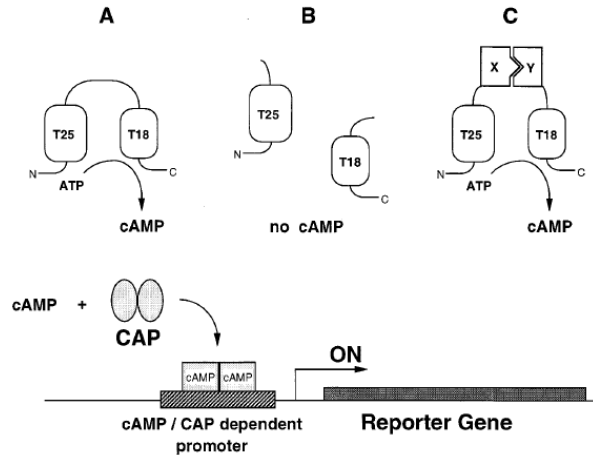 A B C
X Y
T25 T18 T25 T18 T25 T18
N ATP C N C N ATP C
cAMP no cAMP cAMP
cAMP + CAP
cAMP cAMP ON
cAMP / CAP dependent promoter
Reporter Gene